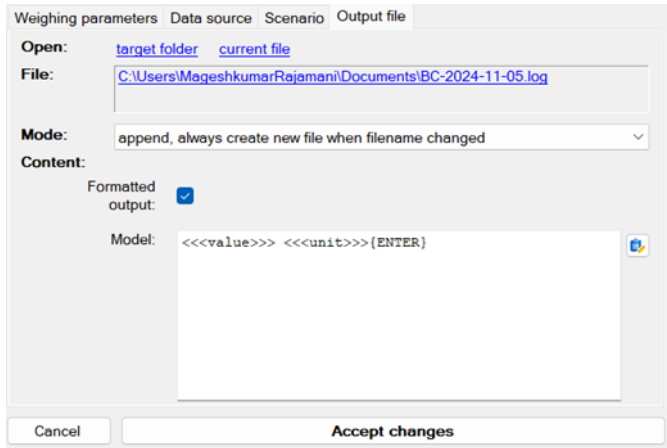 Weighing parameters Data source Scenario Output file
Open: target folder current file
File: C:\Users\MageshkumarRajamani\Documents\BC-2024-11-05.log
Mode: append, always create new file when filename changed
Content:
Formatted
output:
Model: <<<value>>> <<<unit>>>{ENTER}
Cancel Accept changes